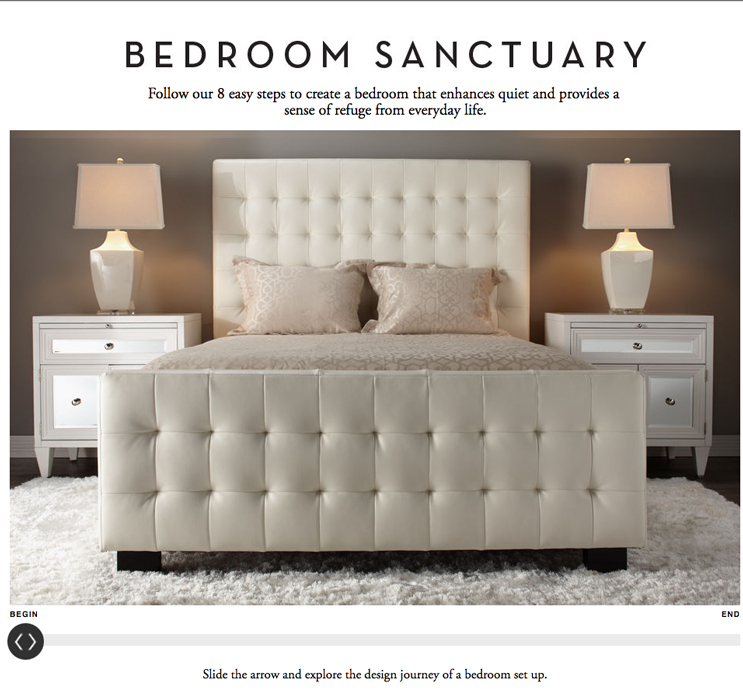 BEDROOM SANCTUARY
Follow our 8 easy steps to create a bedroom that enhances quiet and provides a
sense of refuge from everyday life.
BEGIN
END
Slide the arrow and explore the design journey of a bedroom set up.